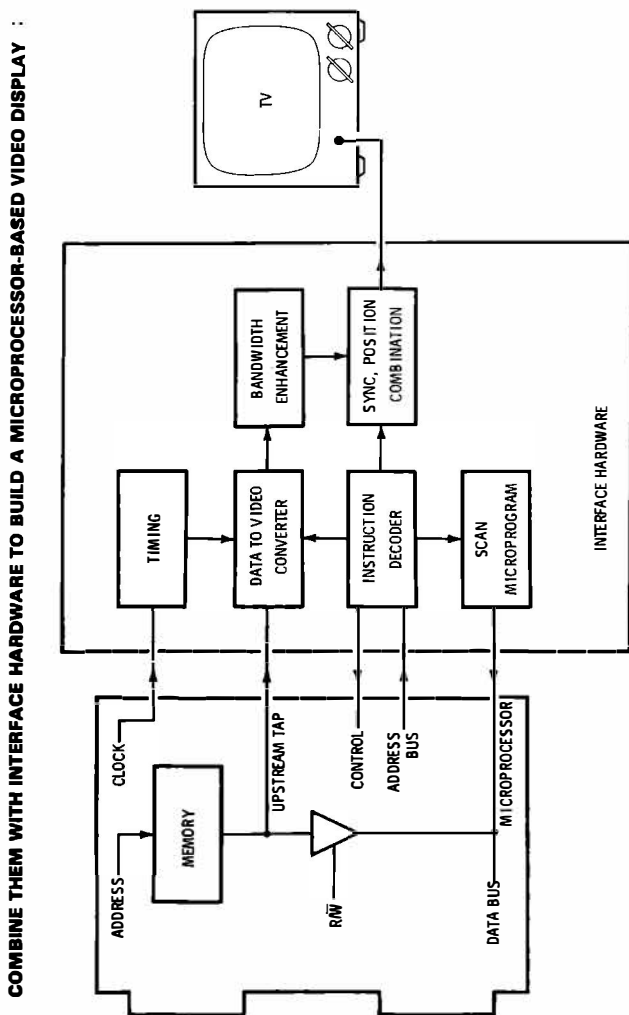 COMBINE THEM WITH INTERFACE HARDWARE TO BUILD A MICROPROCESSOR-BASED VIDEO DISPLAY :
TV
CLOCK
TIMING
ADDRESS
MEMORY
UPSTREAM TAP
DATA TO VIDEO
CONVERTER
BANDWIDTH
ENHANCEMENT
R/W̅
CONTROL
ADDRESS
BUS
INSTRUCTION
DECODER
SYNC, POSITION
COMBINATION
DATA BUS
MICROPROCESSOR
SCAN
MICROPROGRAM
INTERFACE HARDWARE